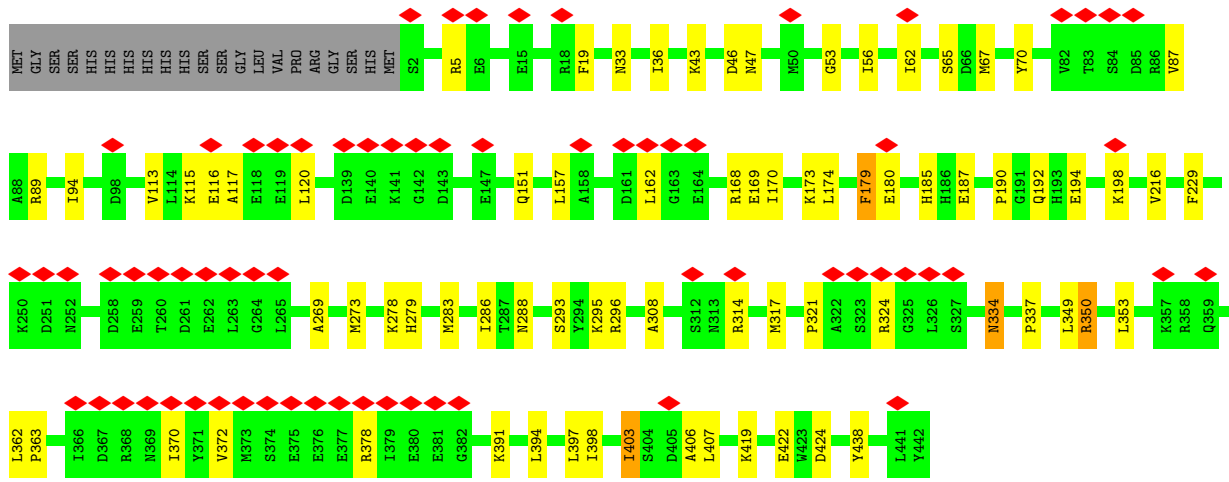 MET GLY SER SER HIS HIS HIS HIS HIS HIS SER SER GLY LEU VAL PRO ARG GLY SER HIS MET S2 R5 E6 E15 R18 F19 N33 I36 K43 D46 N47 M50 G53 I56 I62 S65 D66 M67 Y70 V82 T83 S84 D85 R86 V87
A88 R89 I94 D98 V113 L114 K115 E116 A117 E118 E119 L120 D139 E140 K141 G142 D143 E147 Q151 L157 A158 D161 L162 G163 E164 R168 E169 I170 K173 L174 F179 E180 H185 H186 E187 P190 G191 Q192 H193 E194 K198 V216 F229
K250 D251 N252 D258 E259 T260 D261 E262 L263 G264 L265 A269 M273 K278 H279 M283 I286 T287 N288 S293 Y294 K295 R296 A308 S312 N313 R314 M317 P321 A322 S323 R324 G325 L326 S327 N334 P337 L349 R350 L353 K357 R358 Q359
L362 P363 I366 D367 R368 N369 I370 Y371 V372 M373 S374 E375 E376 E377 R378 I379 E380 E381 G382 K391 L394 L397 I398 I403 S404 D405 A406 L407 K419 E422 W423 D424 Y438 L441 Y442